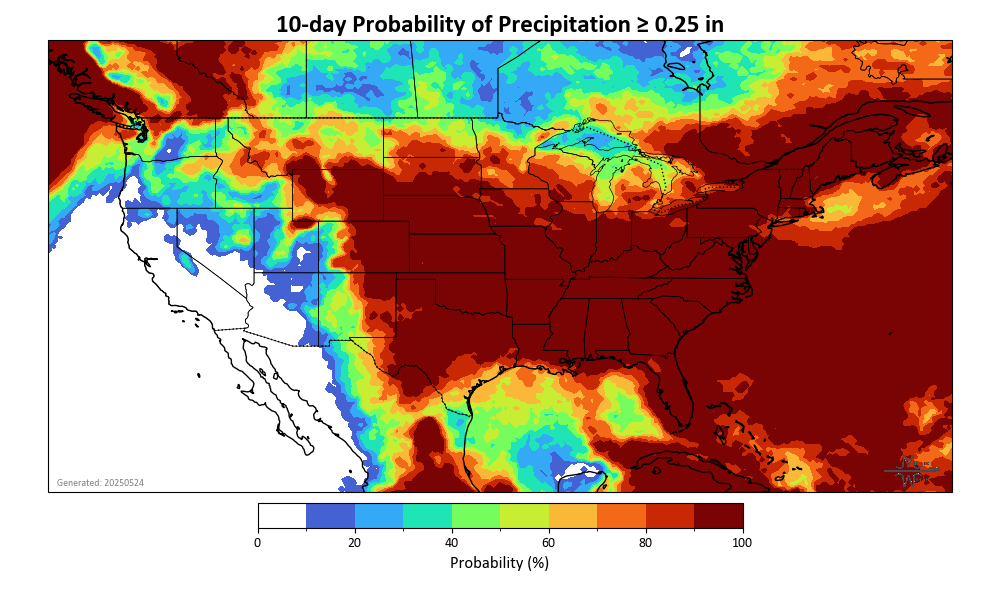 10-day Probability of Precipitation ≥ 0.25 in
Generated: 20250524
0 20 40 60 80 100
Probability (%)